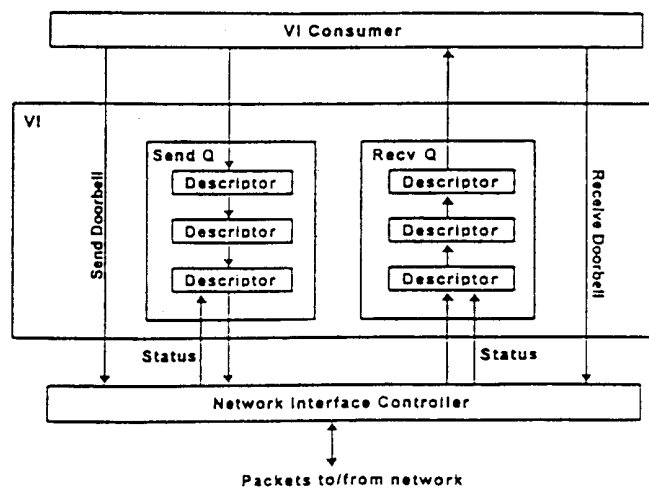 VI Consumer
VI
Send Q
Recv Q
Descriptor
Descriptor
Descriptor
Descriptor
Descriptor
Descriptor
Send Doorbell
Receive Doorbell
Status
Status
Network Interface Controller
Packets to/from network